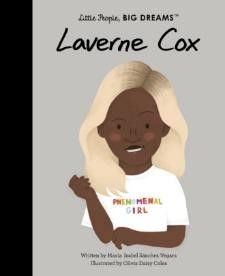 Little People, BIG DREAMS™
Laverne Cox
PHENOMENAL
GIRL
Written by Maria Isabel Sánchez Vegara
Illustrated by Olivia Daisy Coles